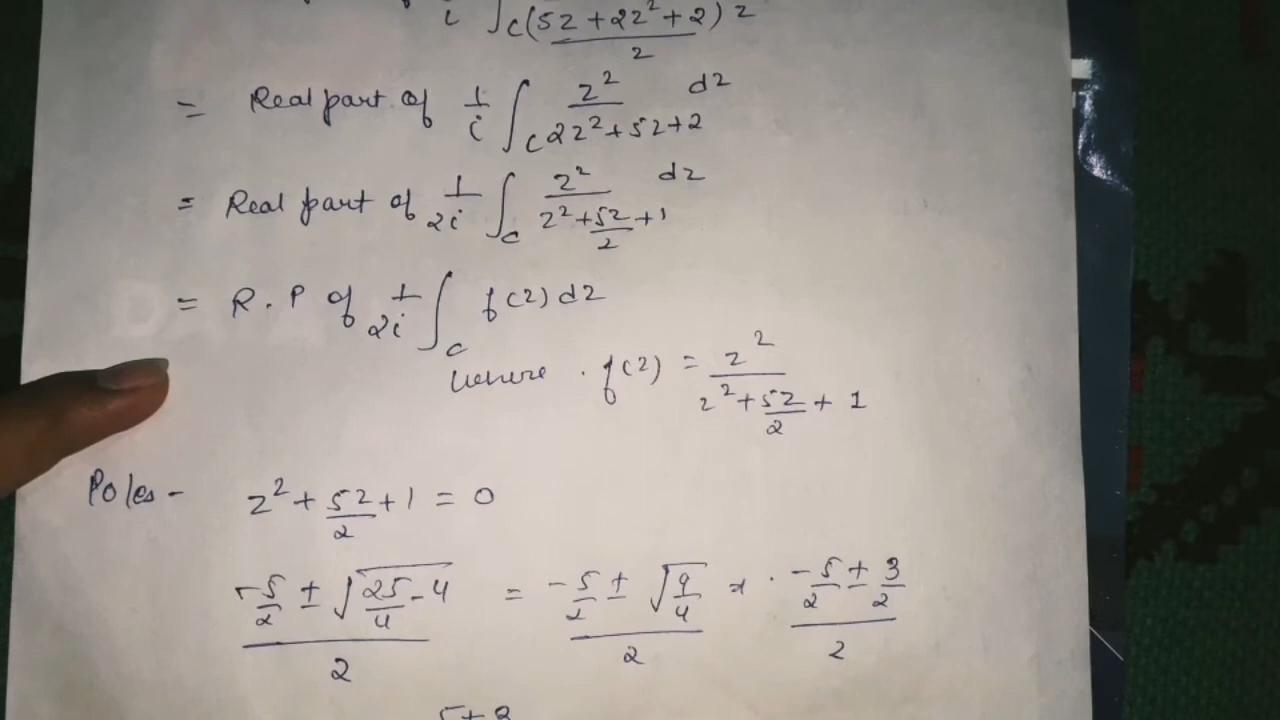 1/i ∫C (5z+2z²+2)/2 z
= Real part of 1/i ∫C z²/(2z²+5z+2) dz
= Real part of 1/2i ∫C z²/(z²+5z/2+1) dz
= R.P of 1/2i ∫C f(z) dz
where f(z) = z²/(z²+5z/2+1)
Poles - z²+5z/2+1 = 0
(-5/2 ± √(25/4-4))/2 = (-5/2 ± √(9/4))/2 (-5/2 ± 3/2)/2